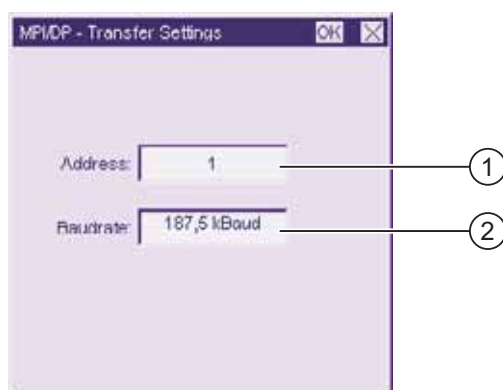 MPI/DP - Transfer Settings OK
Address: 1 1
Baudrate: 187,5 kBaud 2